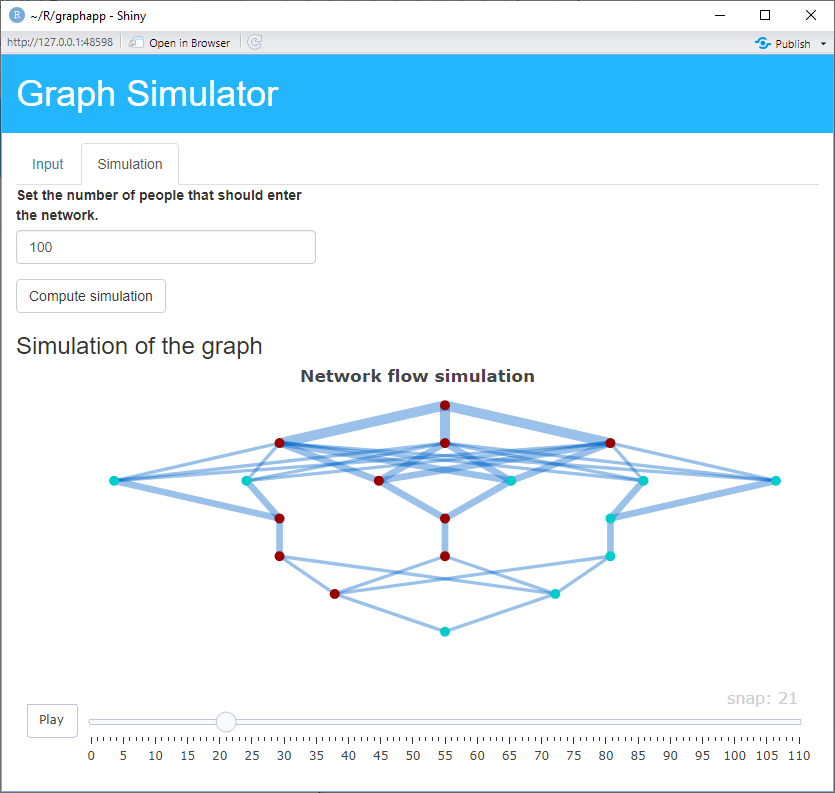 R ~/R/graphapp - Shiny
http://127.0.0.1:48598 Open in Browser Publish
Graph Simulator
Input Simulation
Set the number of people that should enter
the network.
100
Compute simulation
Simulation of the graph
Network flow simulation
snap: 21
Play
0 5 10 15 20 25 30 35 40 45 50 55 60 65 70 75 80 85 90 95 100 105 110